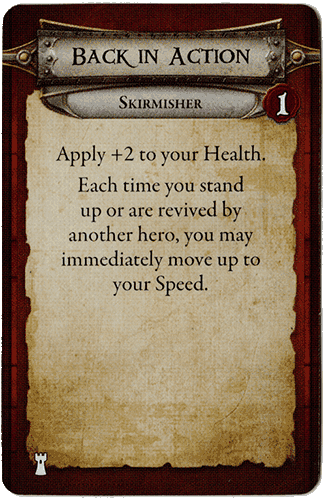 Back in Action
Skirmisher
1
Apply +2 to your Health.
Each time you stand
up or are revived by
another hero, you may
immediately move up to
your Speed.